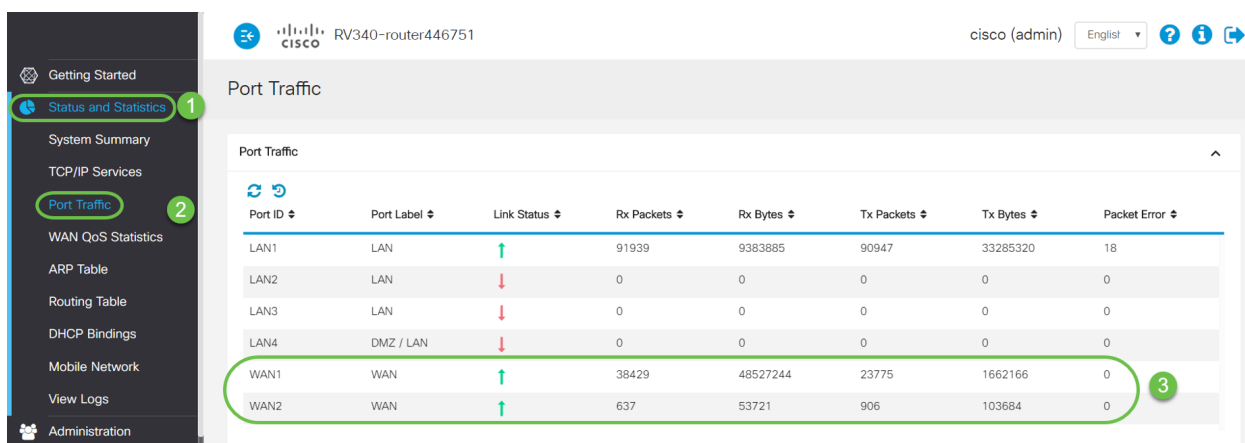 CISCO RV340-router446751 cisco (admin) English
Getting Started
Port Traffic
Status and Statistics 1
System Summary
Port Traffic
TCP/IP Services
Port Traffic 2
Port ID Port Label Link Status Rx Packets Rx Bytes Tx Packets Tx Bytes Packet Error
WAN QoS Statistics
LAN1 LAN 91939 9383885 90947 33285320 18
ARP Table
LAN2 LAN 0 0 0 0 0
Routing Table
LAN3 LAN 0 0 0 0 0
DHCP Bindings
LAN4 DMZ / LAN 0 0 0 0 0
Mobile Network
WAN1 WAN 38429 48527244 23775 1662166 0
3
View Logs
WAN2 WAN 637 53721 906 103684 0
Administration